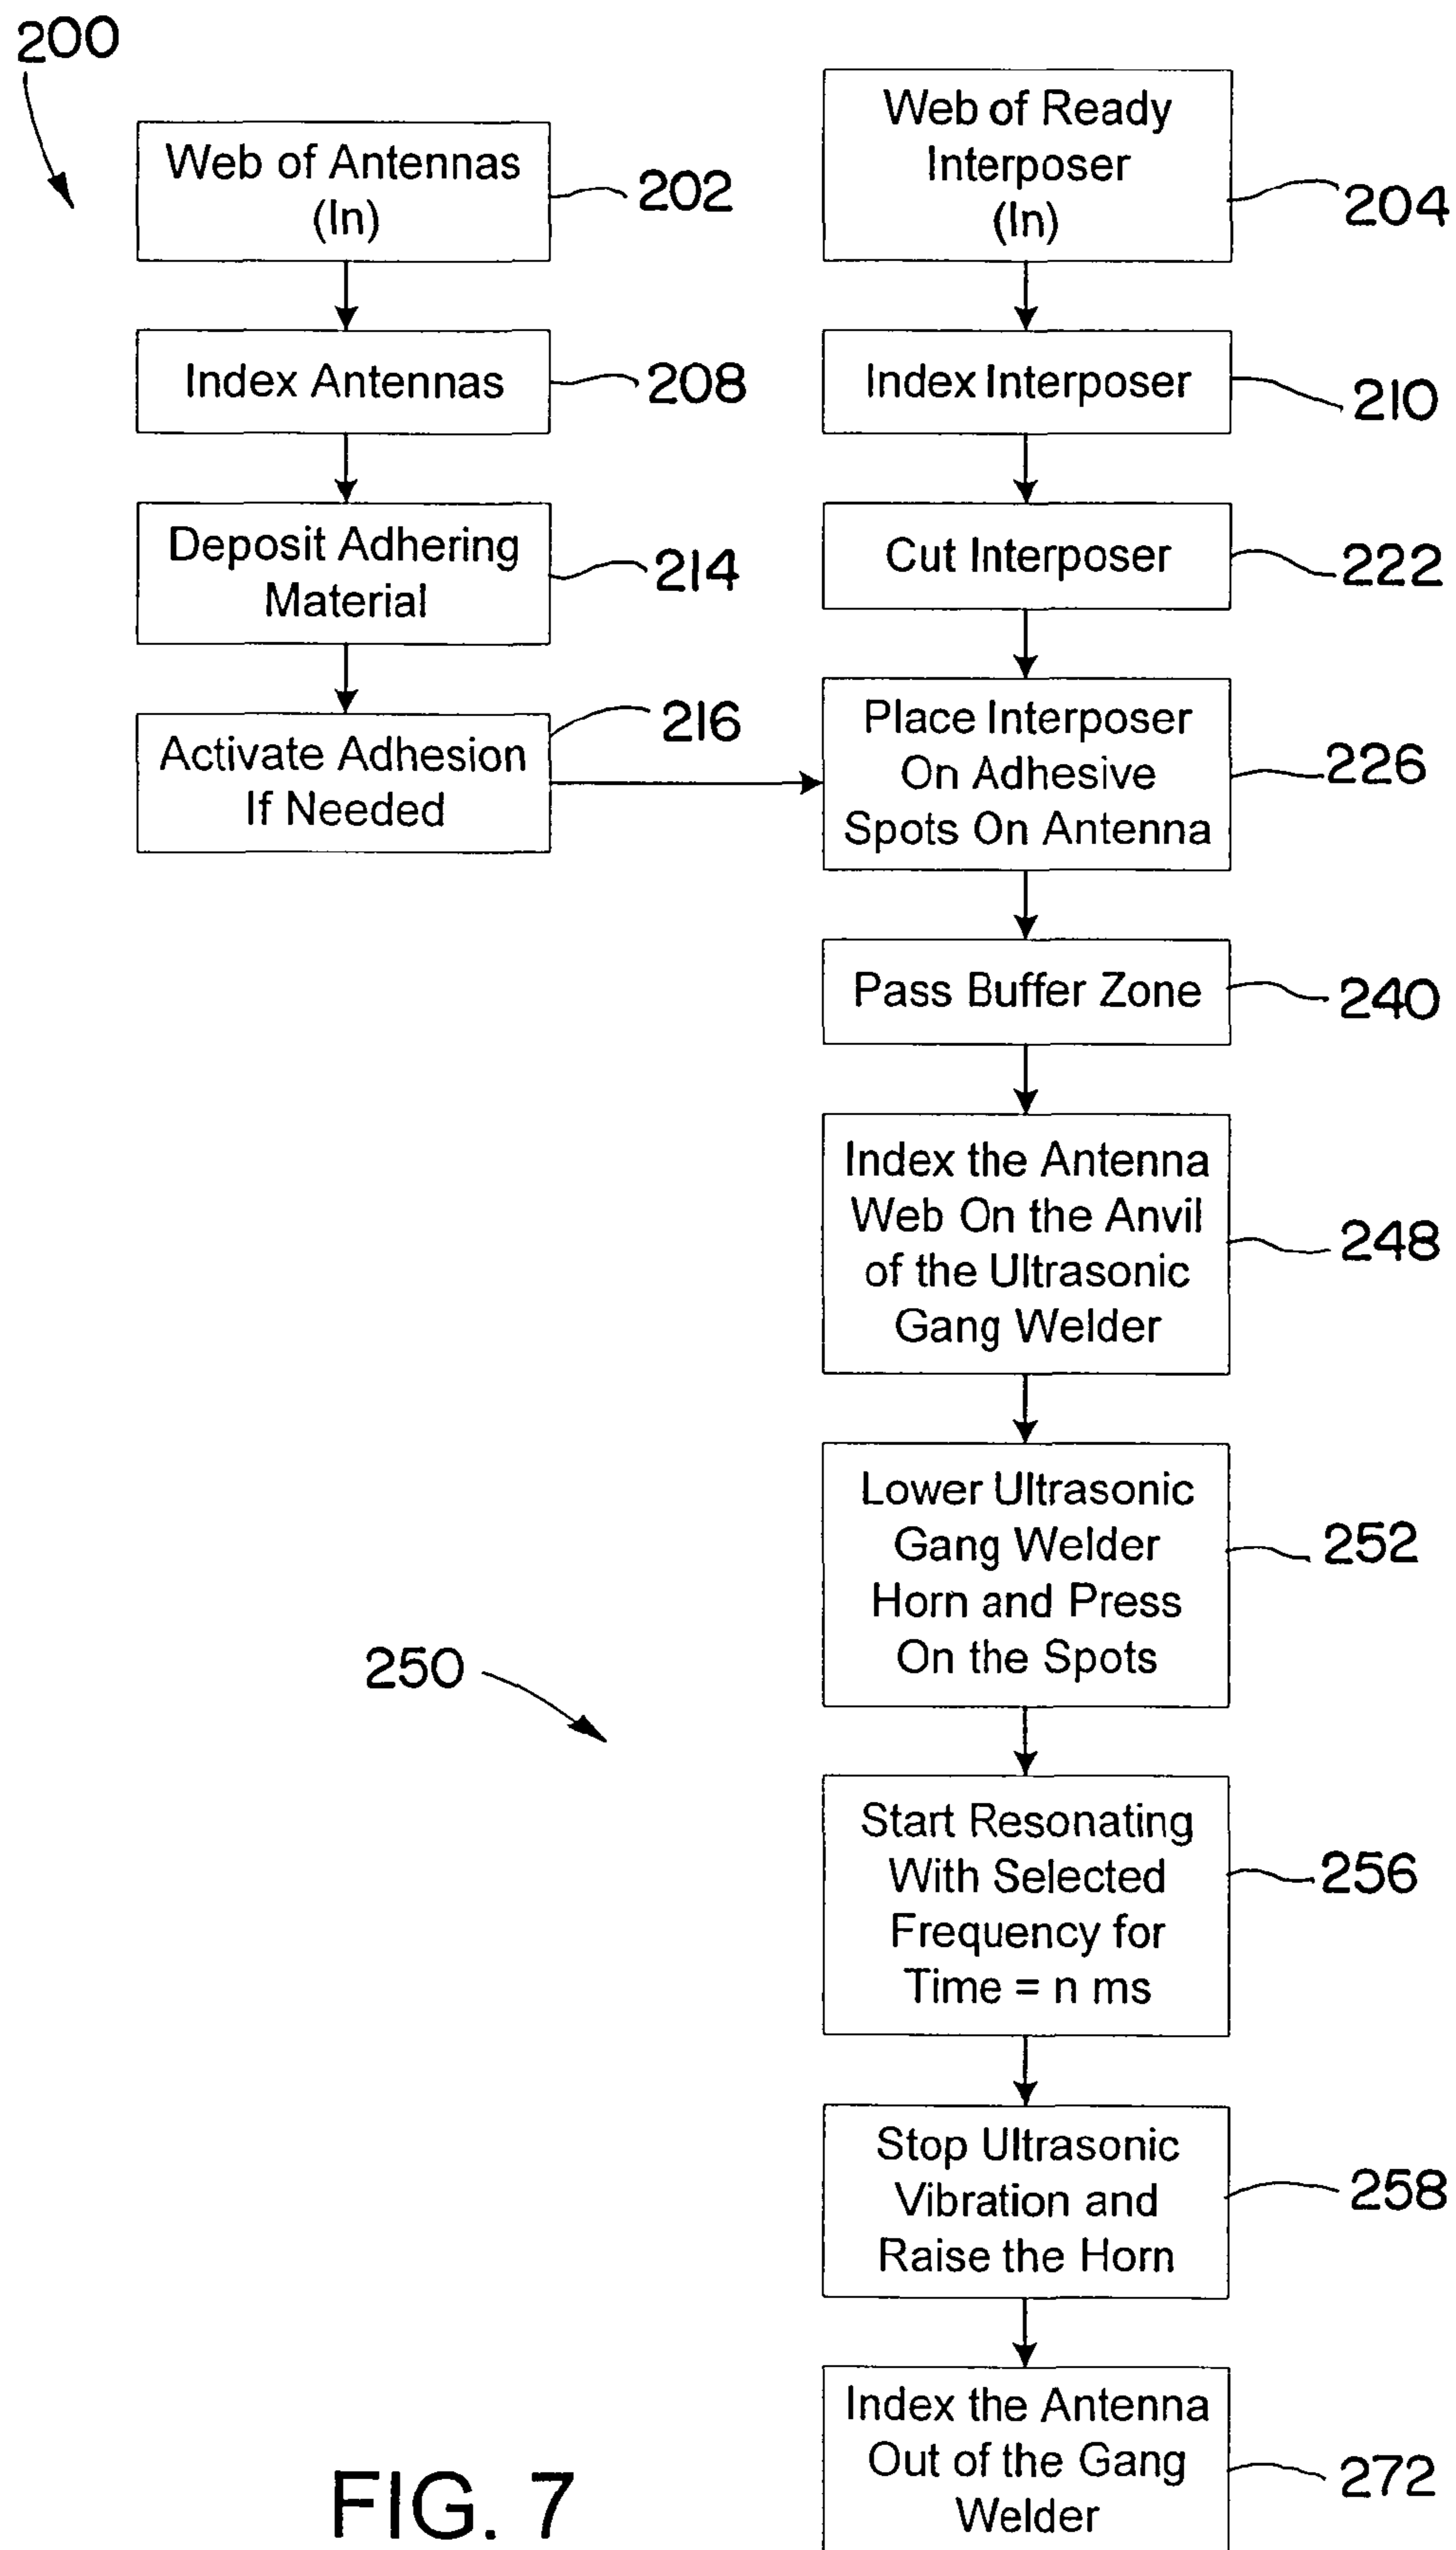 200
Web of Antennas
(In)
202
Index Antennas
208
Deposit Adhering
Material
214
Activate Adhesion
If Needed
216
Web of Ready
Interposer
(In)
204
Index Interposer
210
Cut Interposer
222
Place Interposer
On Adhesive
Spots On Antenna
226
Pass Buffer Zone
240
Index the Antenna
Web On the Anvil
of the Ultrasonic
Gang Welder
248
Lower Ultrasonic
Gang Welder
Horn and Press
On the Spots
252
250
Start Resonating
With Selected
Frequency for
Time = n ms
256
Stop Ultrasonic
Vibration and
Raise the Horn
258
Index the Antenna
Out of the Gang
Welder
272
FIG. 7